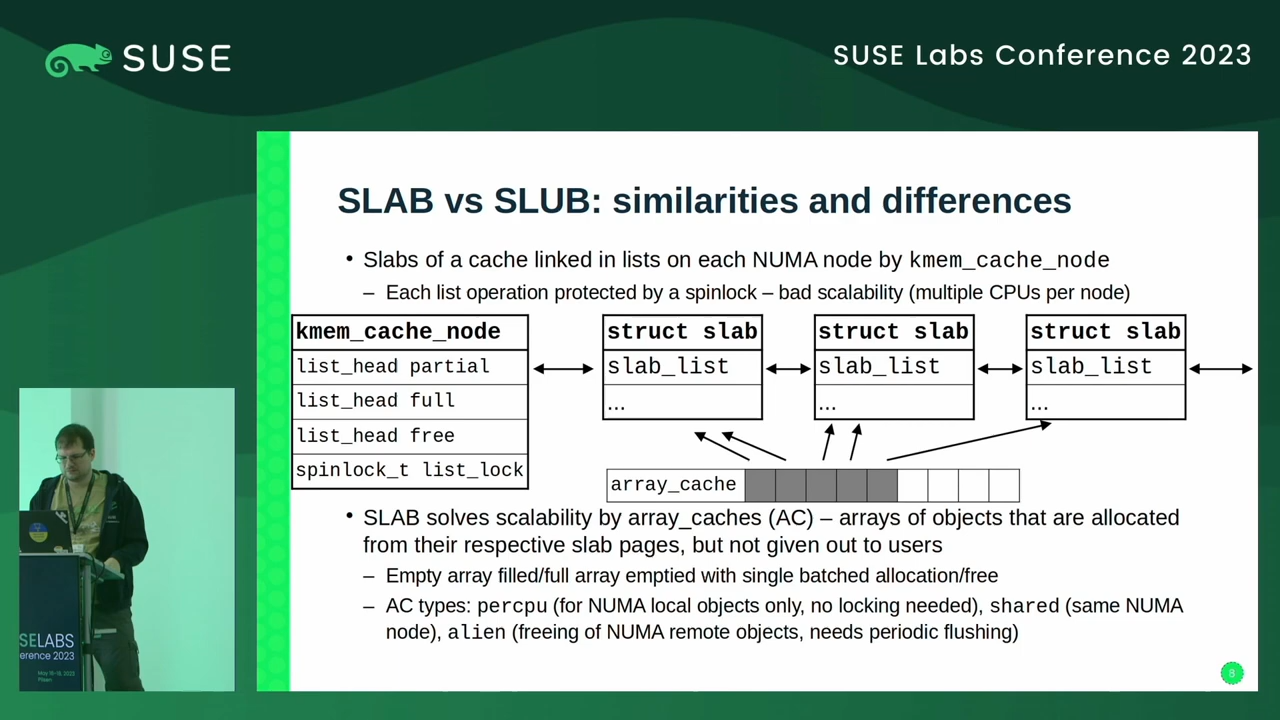 SUSE
SUSE Labs Conference 2023
SLAB vs SLUB: similarities and differences
• Slabs of a cache linked in lists on each NUMA node by kmem_cache_node
– Each list operation protected by a spinlock – bad scalability (multiple CPUs per node)
kmem_cache_node
list_head partial
list_head full
list_head free
spinlock_t list_lock
struct slab
slab_list
...
struct slab
slab_list
...
struct slab
slab_list
...
array_cache
• SLAB solves scalability by array_caches (AC) – arrays of objects that are allocated
from their respective slab pages, but not given out to users
– Empty array filled/full array emptied with single batched allocation/free
– AC types: percpu (for NUMA local objects only, no locking needed), shared (same NUMA
node), alien (freeing of NUMA remote objects, needs periodic flushing)
8
SELABS
erence 2023